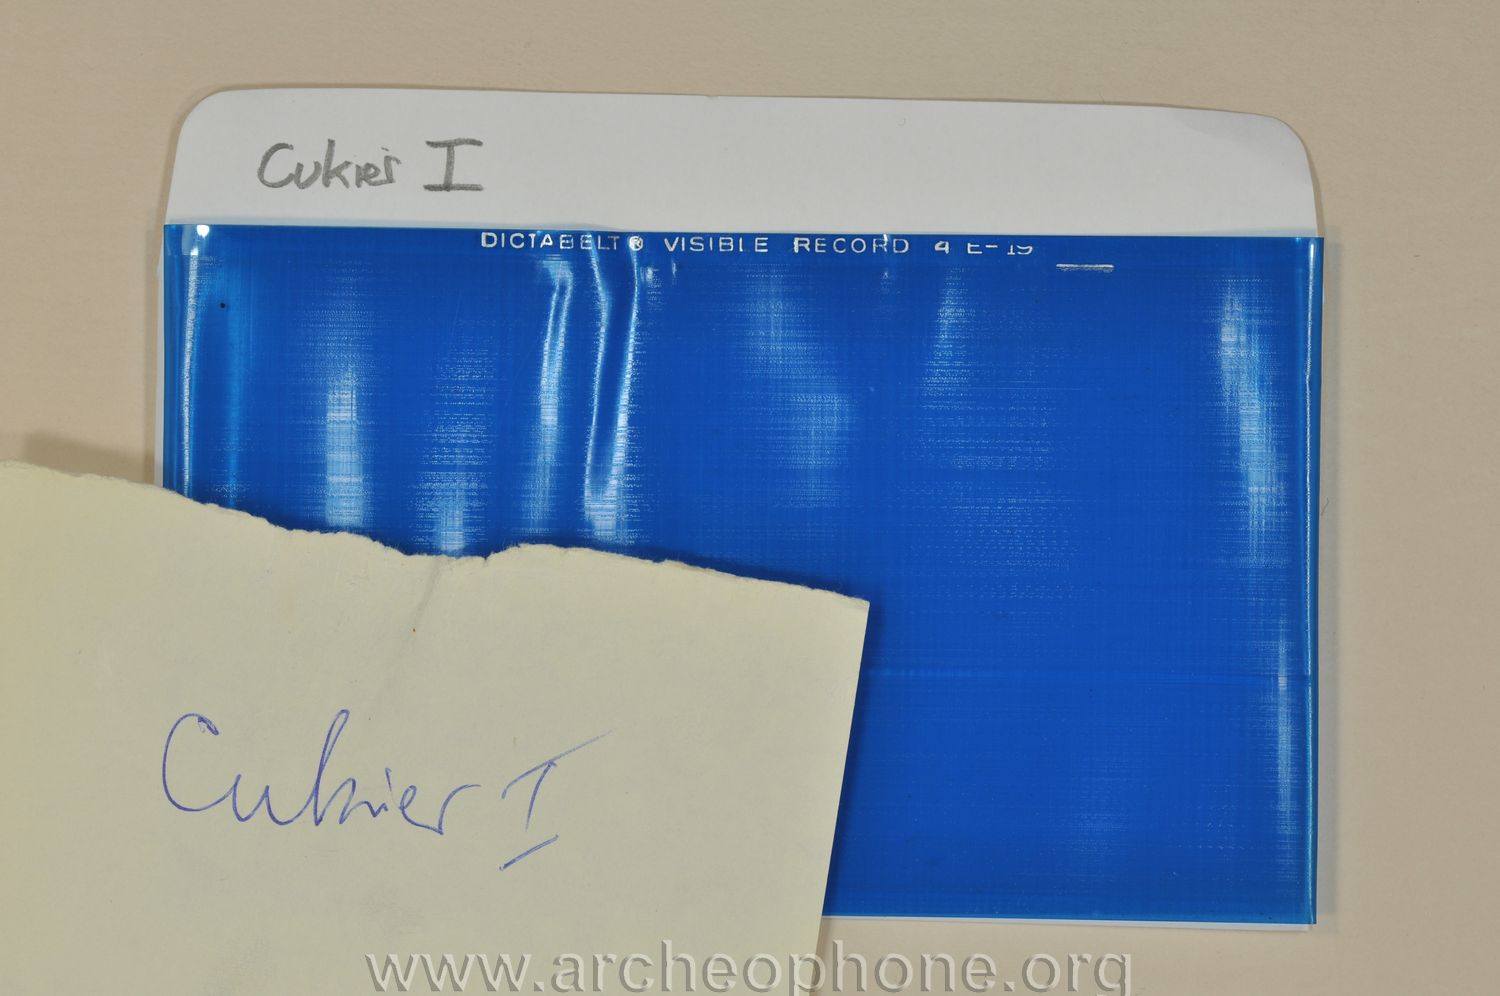 Cukier I
DICTABELT® VISIBLE RECORD 4 E-19
Cukier I
www.archeophone.org